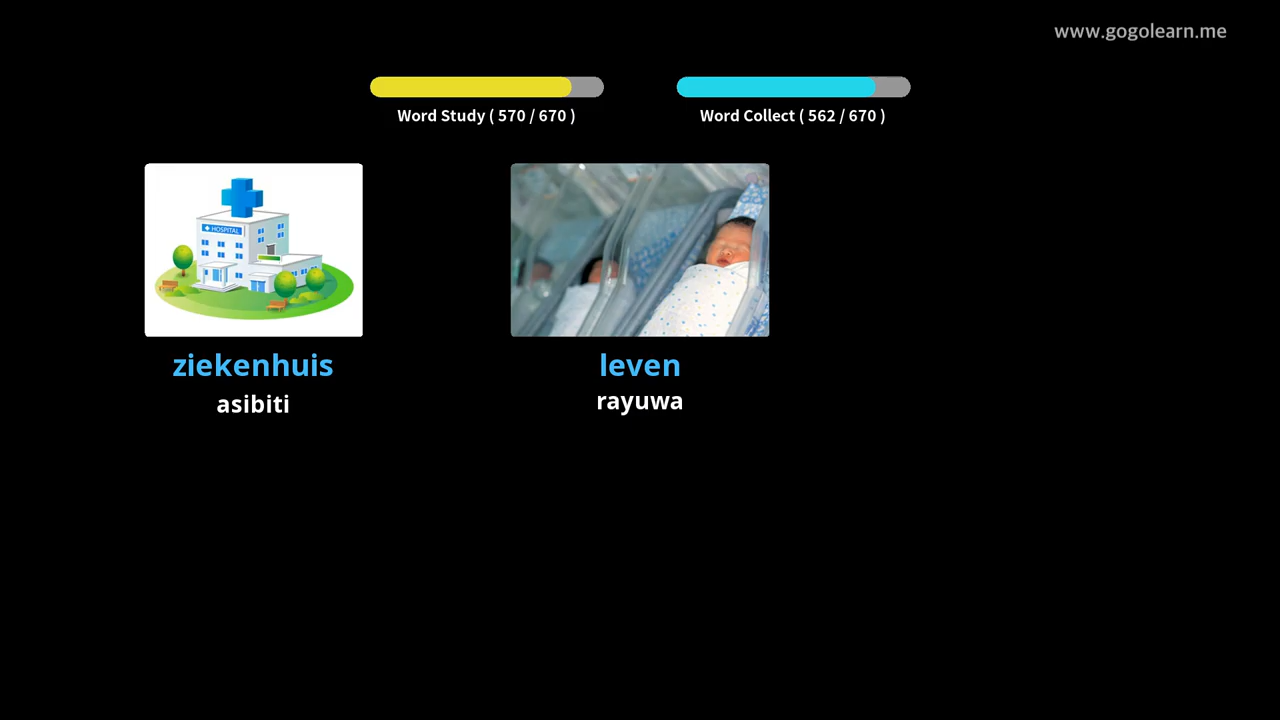 www.gogolearn.me
Word Study ( 570 / 670 )
Word Collect ( 562 / 670 )
HOSPITAL
ziekenhuis
asibiti
leven
rayuwa